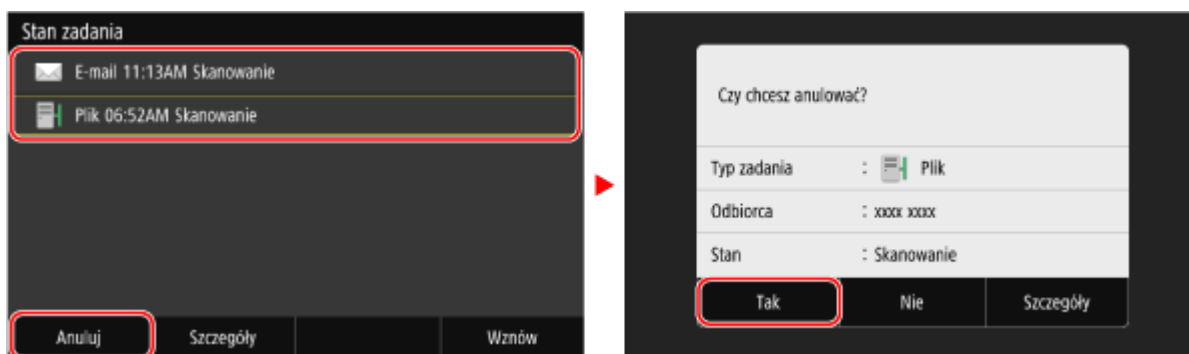 Stan zadania
E-mail 11:13AM Skanowanie
Plik 06:52AM Skanowanie
Anuluj Szczegóły Wznów
Czy chcesz anulować?
Typ zadania : Plik
Odbiorca : xxxx xxxx
Stan : Skanowanie
Tak Nie Szczegóły